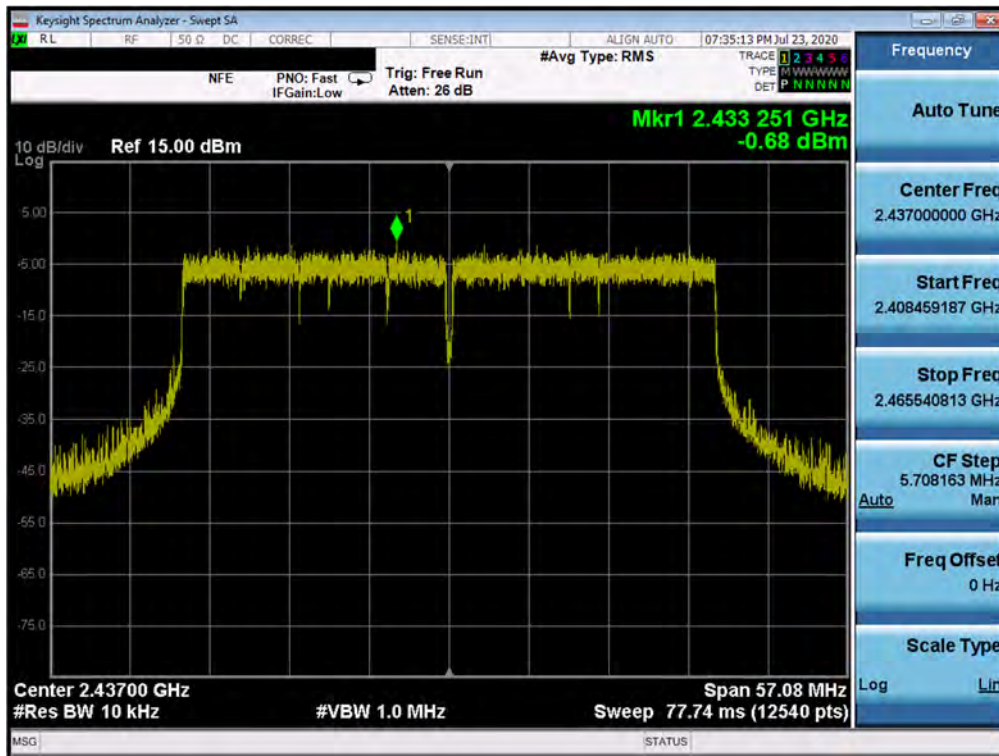 Keysight Spectrum Analyzer - Swept SA
LXI RL RF 50 Ω DC CORREC SENSE:INT ALIGN AUTO 07:35:13 PM Jul 23, 2020
NFE PNO: Fast IFGain:Low Trig: Free Run Atten: 26 dB #Avg Type: RMS
TRACE 1 2 3 4 5 6
TYPE M WWWWW
DET P N N N N N
Mkr1 2.433 251 GHz
-0.68 dBm
10 dB/div Ref 15.00 dBm
Log
1
5.00
-5.00
-15.0
-25.0
-35.0
-45.0
-55.0
-65.0
-75.0
Center 2.43700 GHz Span 57.08 MHz
#Res BW 10 kHz #VBW 1.0 MHz Sweep 77.74 ms (12540 pts)
MSG STATUS
Frequency
Auto Tune
Center Freq
2.437000000 GHz
Start Freq
2.408459187 GHz
Stop Freq
2.465540813 GHz
CF Step
5.708163 MHz
Auto Man
Freq Offset
0 Hz
Scale Type
Log Lin